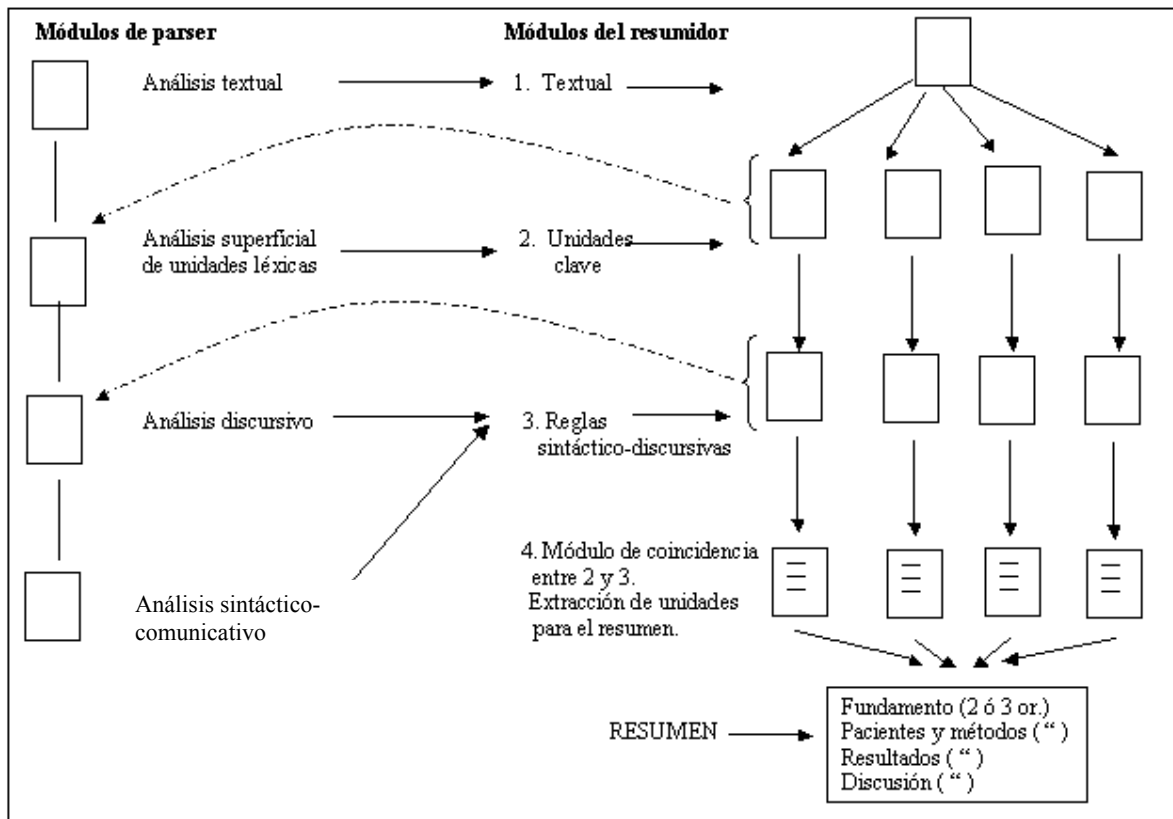 Módulos de parser
Módulos del resumidor
Análisis textual
1. Textual
Análisis superficial
de unidades léxicas
2. Unidades
clave
Análisis discursivo
3. Reglas
sintáctico-discursivas
Análisis sintáctico-
comunicativo
4. Módulo de coincidencia
entre 2 y 3.
Extracción de unidades
para el resumen.
RESUMEN
Fundamento (2 ó 3 or.)
Pacientes y métodos ( “ )
Resultados ( “ )
Discusión ( “ )